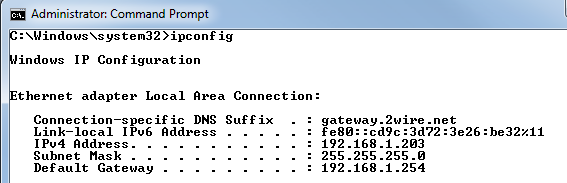 Administrator: Command Prompt
C:\Windows\system32>ipconfig
Windows IP Configuration
Ethernet adapter Local Area Connection:
Connection-specific DNS Suffix  . : gateway.2wire.net
Link-local IPv6 Address . . . . . : fe80::cd9c:3d72:3e26:be32%11
IPv4 Address. . . . . . . . . . . : 192.168.1.203
Subnet Mask . . . . . . . . . . . : 255.255.255.0
Default Gateway . . . . . . . . . : 192.168.1.254